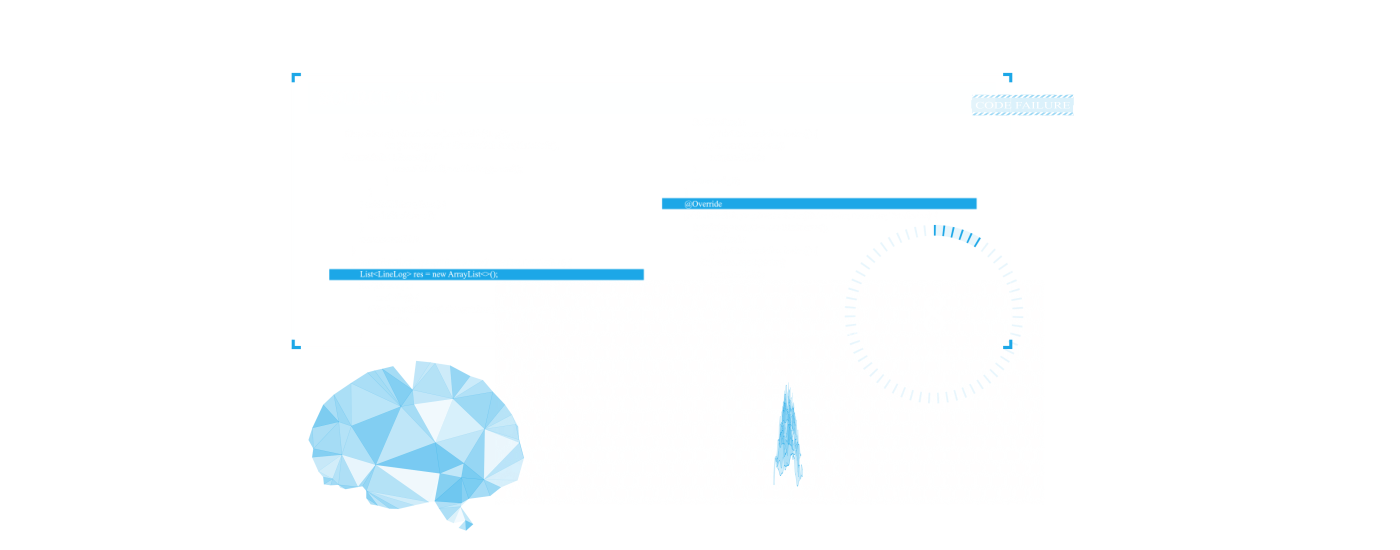 CODE FAILURE
@Override
List<LineLog> res = new ArrayList<>();